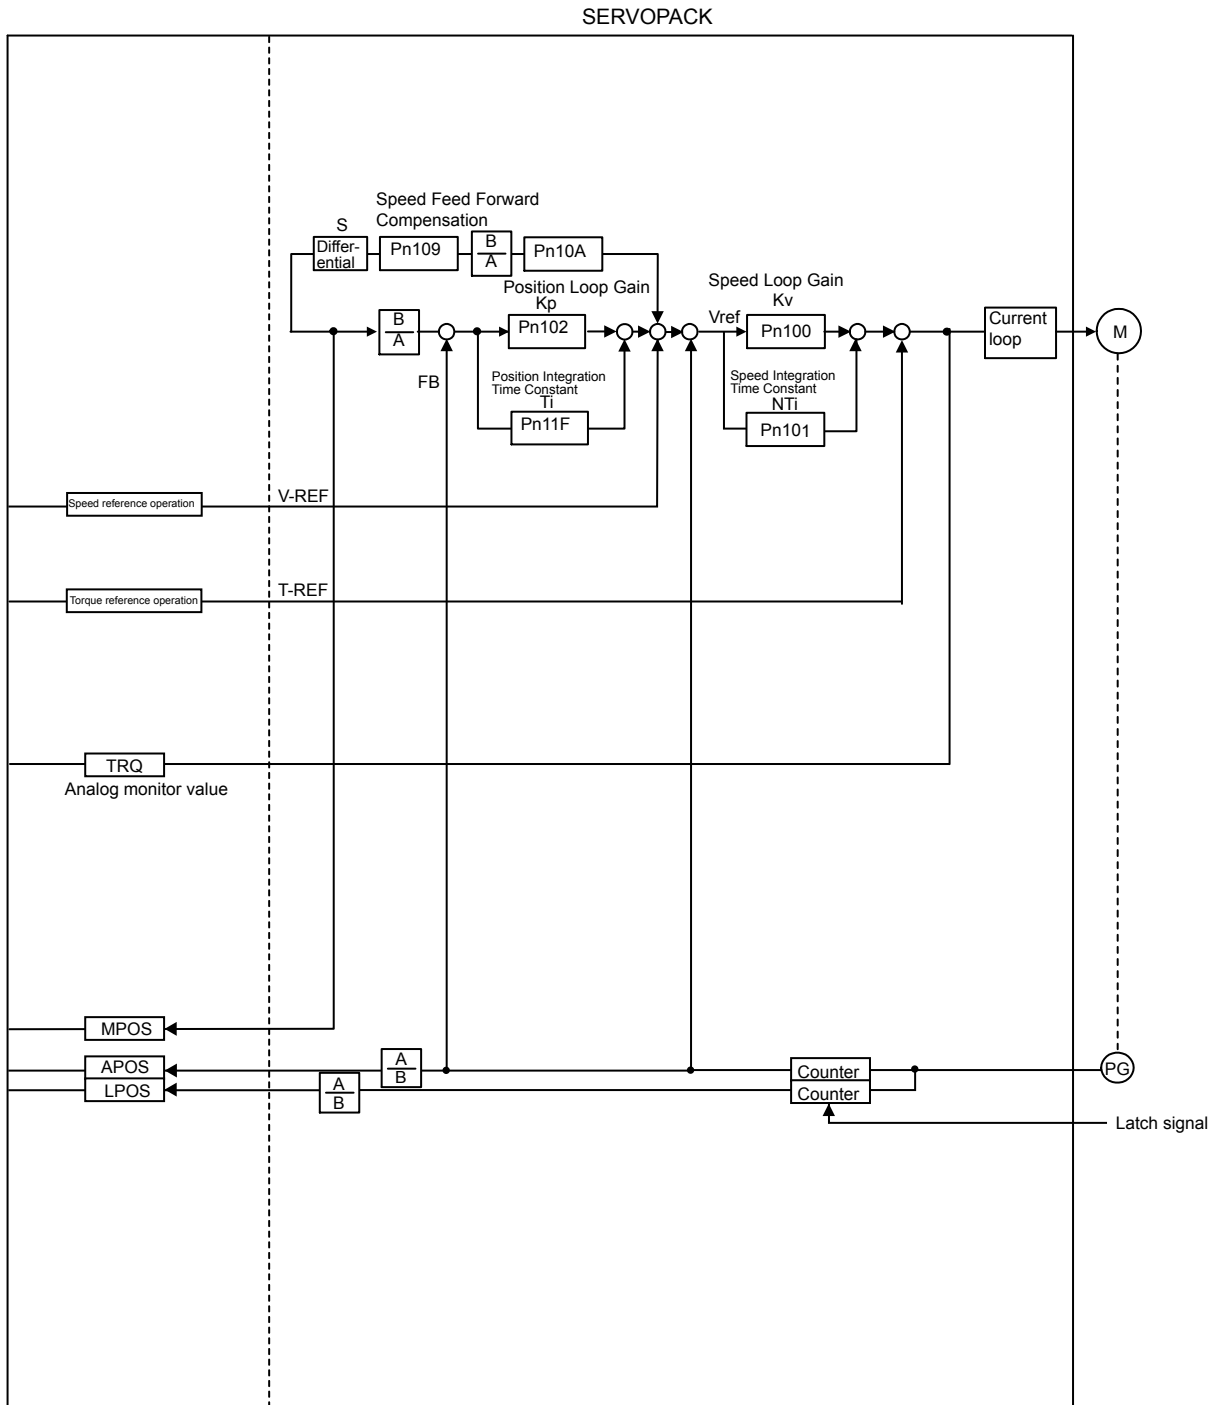 SERVOPACK
Speed Feed Forward
Compensation
S
Differ-
ential
Pn109
B
A
Pn10A
Position Loop Gain
Kp
Speed Loop Gain
Kv
B
A
Pn102
Vref
Pn100
Current
loop
M
FB
Position Integration
Time Constant
Ti
Pn11F
Speed Integration
Time Constant
NTi
Pn101
Speed reference operation
V-REF
Torque reference operation
T-REF
TRQ
Analog monitor value
MPOS
APOS
A
B
Counter
PG
LPOS
A
B
Counter
Latch signal